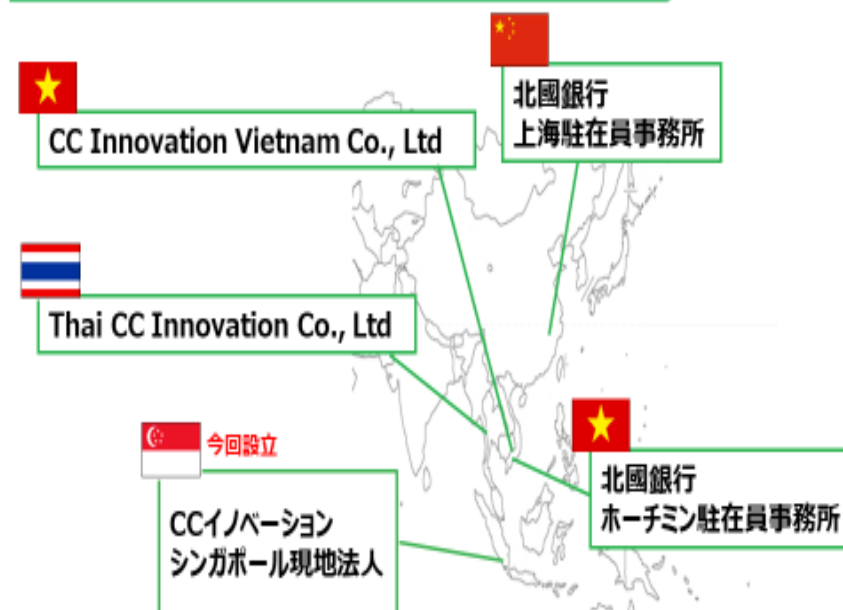 北國銀行
上海駐在員事務所
CC Innovation Vietnam Co., Ltd
Thai CC Innovation Co., Ltd
今回設立
CCイノベーション
シンガポール現地法人
北國銀行
ホーチミン駐在員事務所